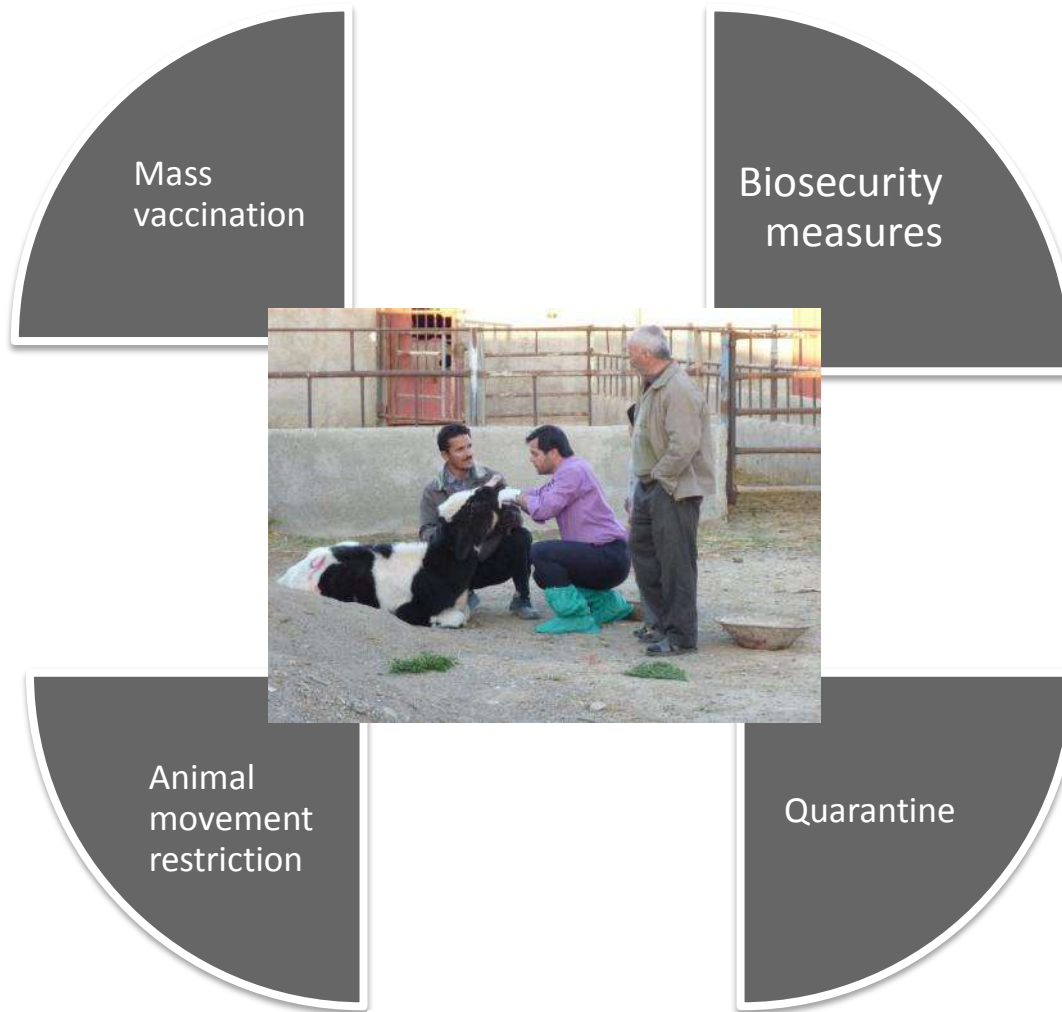 Mass
vaccination
Biosecurity
measures
Animal
movement
restriction
Quarantine